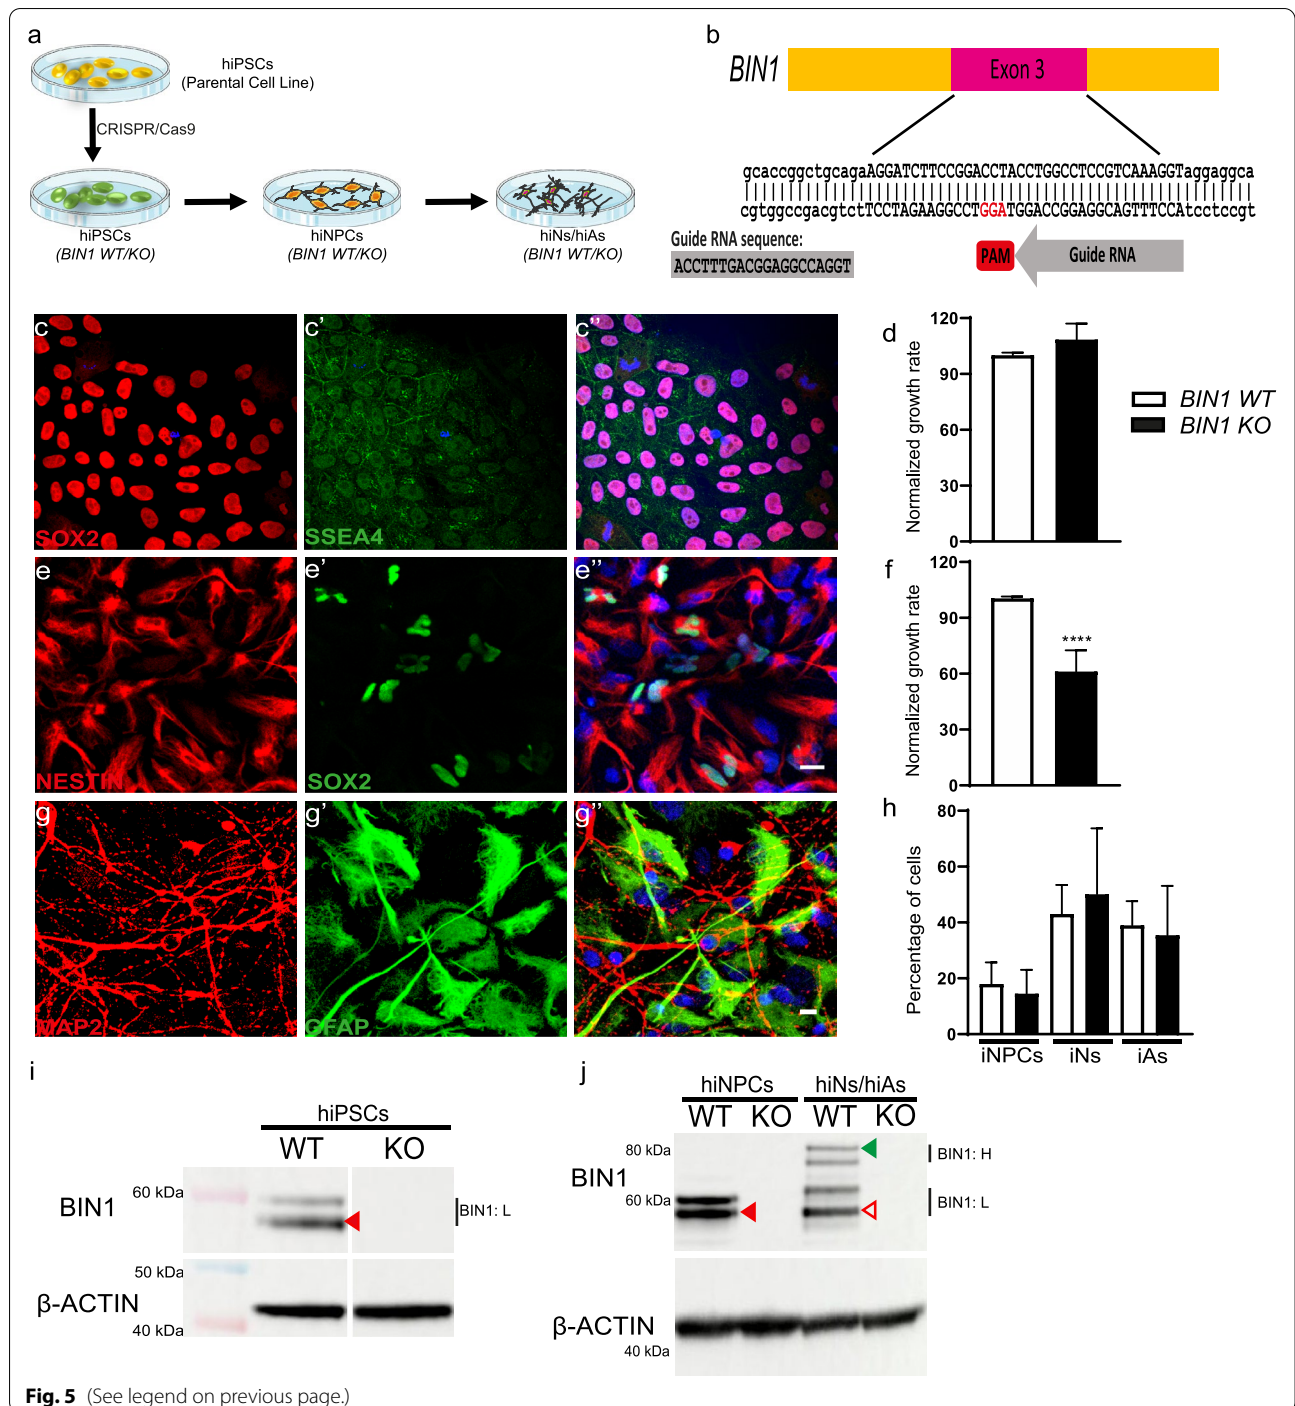 a
hiPSCs
(Parental Cell Line)
CRISPR/Cas9
hiPSCs
(BIN1 WT/KO)
hiNPCs
(BIN1 WT/KO)
hiNs/hiAs
(BIN1 WT/KO)
b
BIN1
Exon 3
gcaccggctgcagaAGGATCTTCCGGACCTACCTGGCCTCCGTCAAAGGTaggaggca
cgtggccgacgtctTCCTAGAAGGCCTGGATGGACCGGAGGCAGTTTCCAtcctccgt
Guide RNA sequence:
ACCTTTGACGGAGGCCAGGT
PAM
Guide RNA
c
SOX2
c'
SSEA4
c''
d
Normalized growth rate
120
90
60
30
0
BIN1 WT
BIN1 KO
e
NESTIN
e'
SOX2
e''
f
Normalized growth rate
120
90
60
30
0
****
g
MAP2
g'
GFAP
g''
h
Percentage of cells
80
60
40
20
0
iNPCs
iNs
iAs
i
hiPSCs
WT
KO
BIN1
60 kDa
BIN1: L
50 kDa
β-ACTIN
40 kDa
j
hiNPCs
hiNs/hiAs
WT
KO
WT
KO
80 kDa
BIN1
60 kDa
BIN1: H
BIN1: L
β-ACTIN
40 kDa
Fig. 5 (See legend on previous page.)